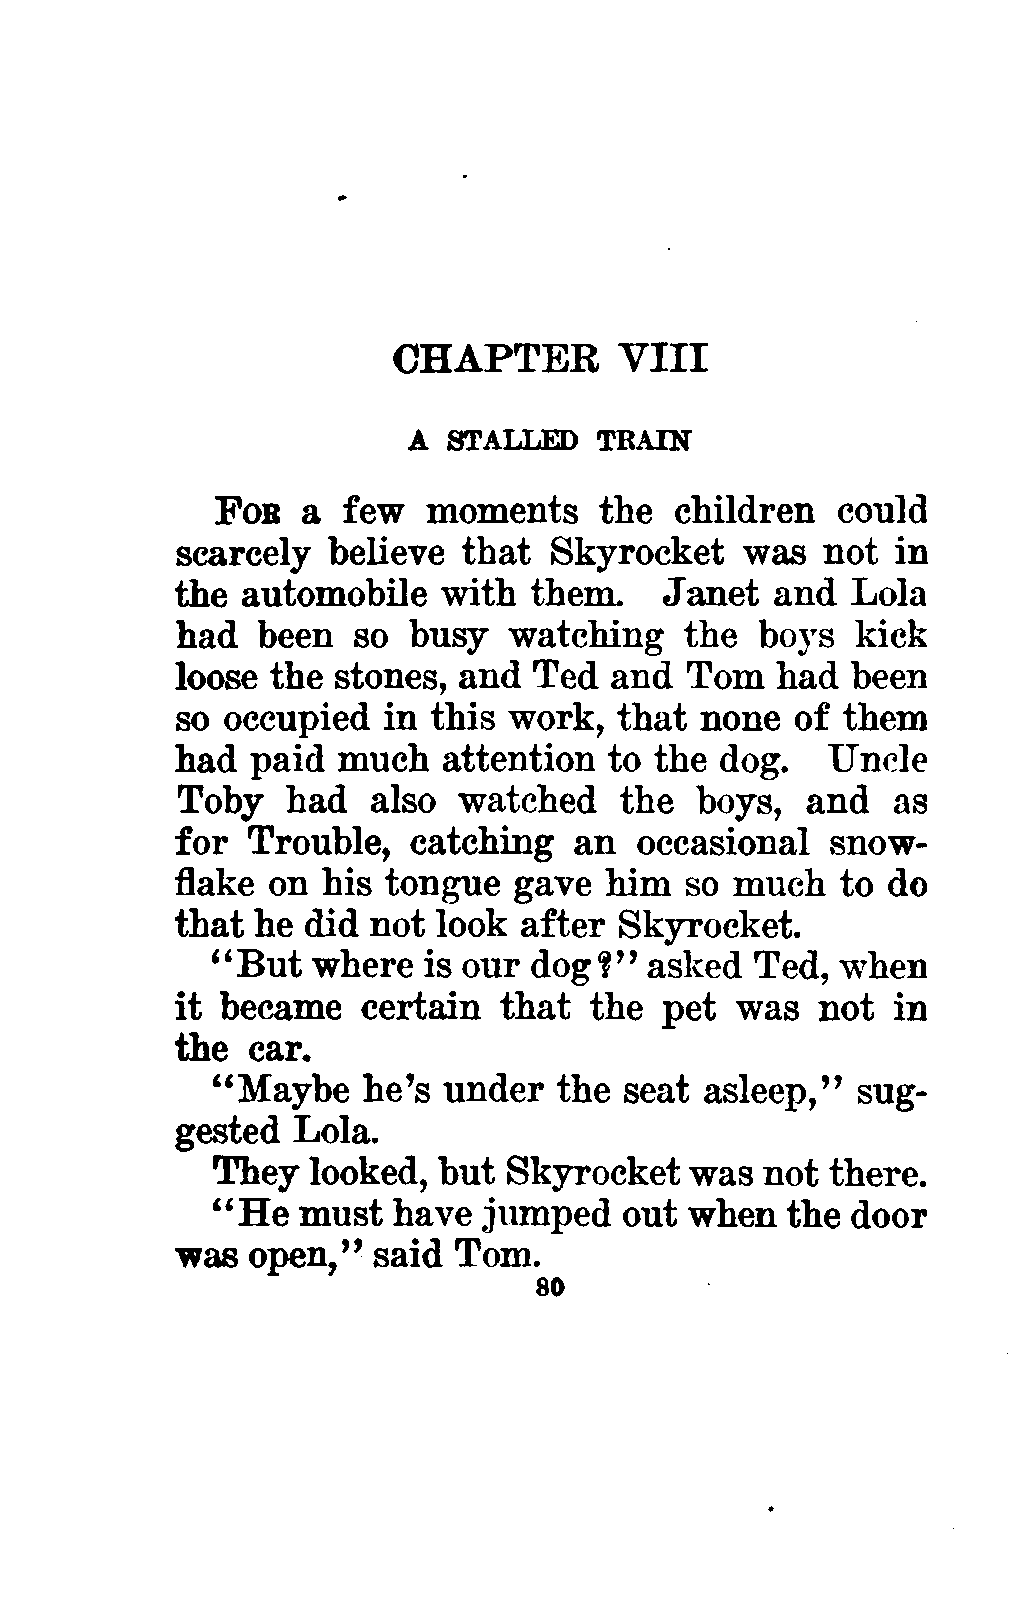 CHAPTER VIII
A STALLED TRAIN
FOR a few moments the children could
scarcely believe that Skyrocket was not in
the automobile with them. Janet and Lola
had been so busy watching the boys kick
loose the stones, and Ted and Tom had been
so occupied in this work, that none of them
had paid much attention to the dog. Uncle
Toby had also watched the boys, and as
for Trouble, catching an occasional snow-
flake on his tongue gave him so much to do
that he did not look after Skyrocket.
"But where is our dog?" asked Ted, when
it became certain that the pet was not in
the car.
"Maybe he's under the seat asleep," sug-
gested Lola.
They looked, but Skyrocket was not there.
"He must have jumped out when the door
was open," said Tom.
80